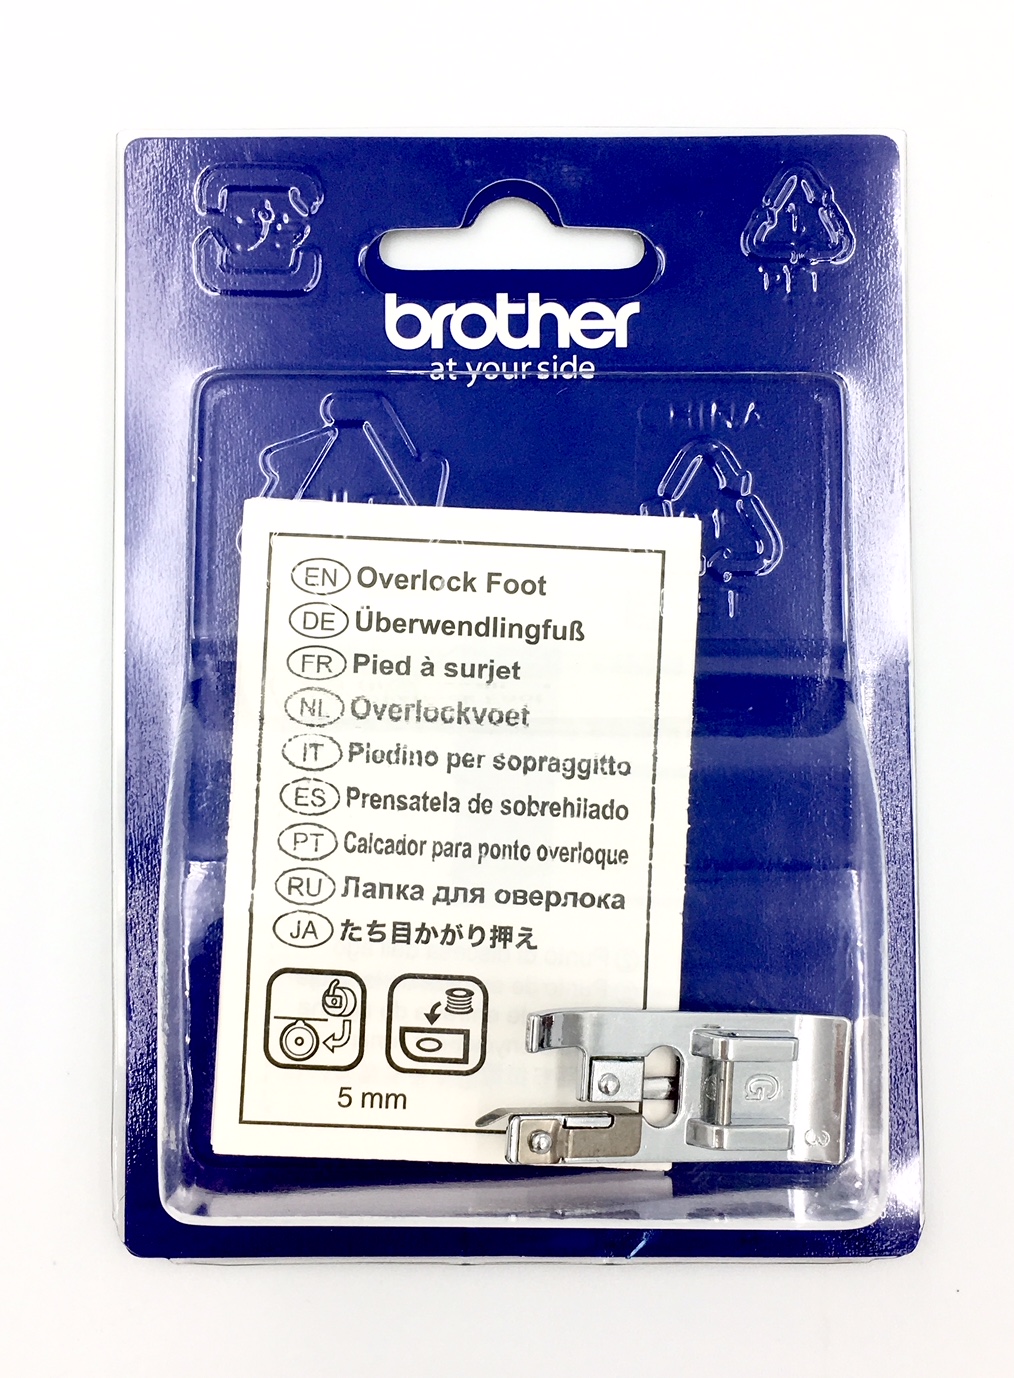 brother
at your side
CHINA
EN Overlock Foot
DE Überwendlingfuß
FR Pied à surjet
NL Overlockvoet
IT Piedino per sopraggitto
ES Prensatela de sobrehilado
PT Calcador para ponto overloque
RU Лапка для оверлока
JA たち目かがり押え
5 mm
G